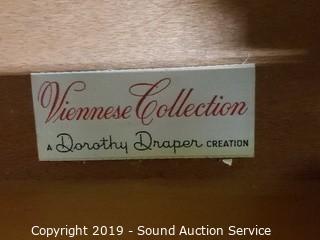 Viennese Collection
A Dorothy Draper CREATION
Copyright 2019 - Sound Auction Service